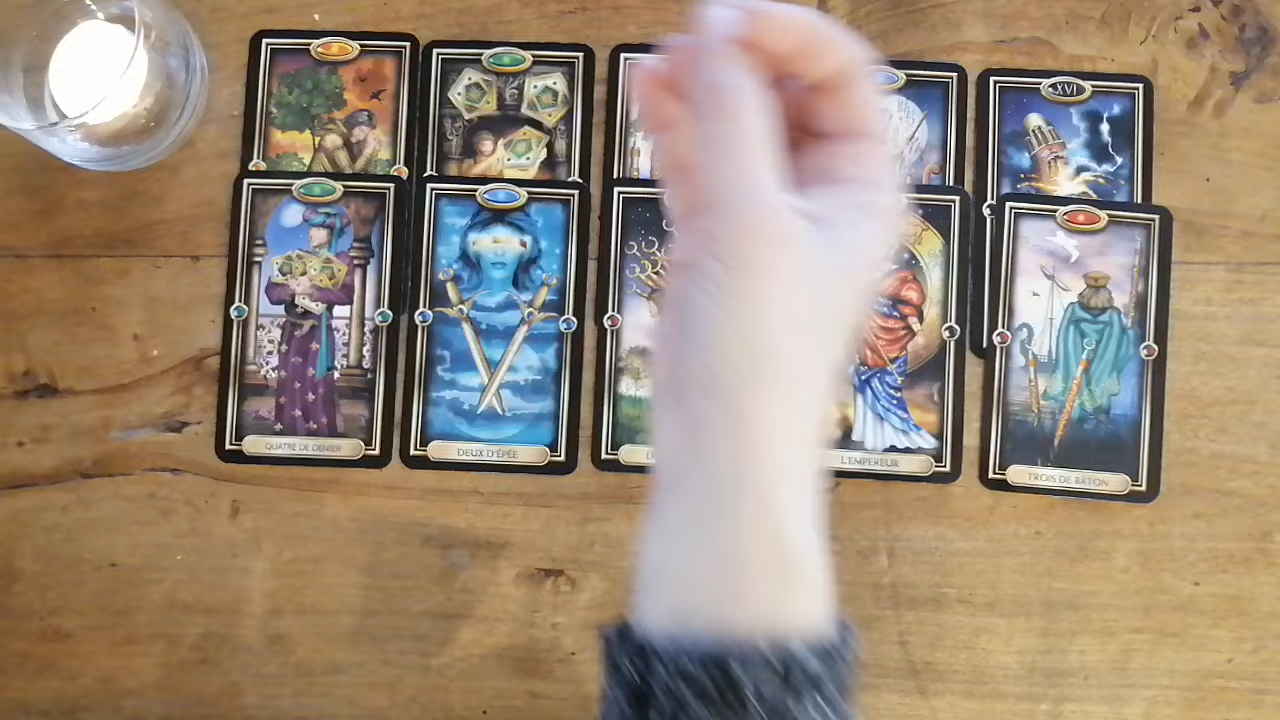 XVI
QUATRE DE DENIER
DEUX D'ÉPÉE
L'EMPEREUR
TROIS DE BÂTON